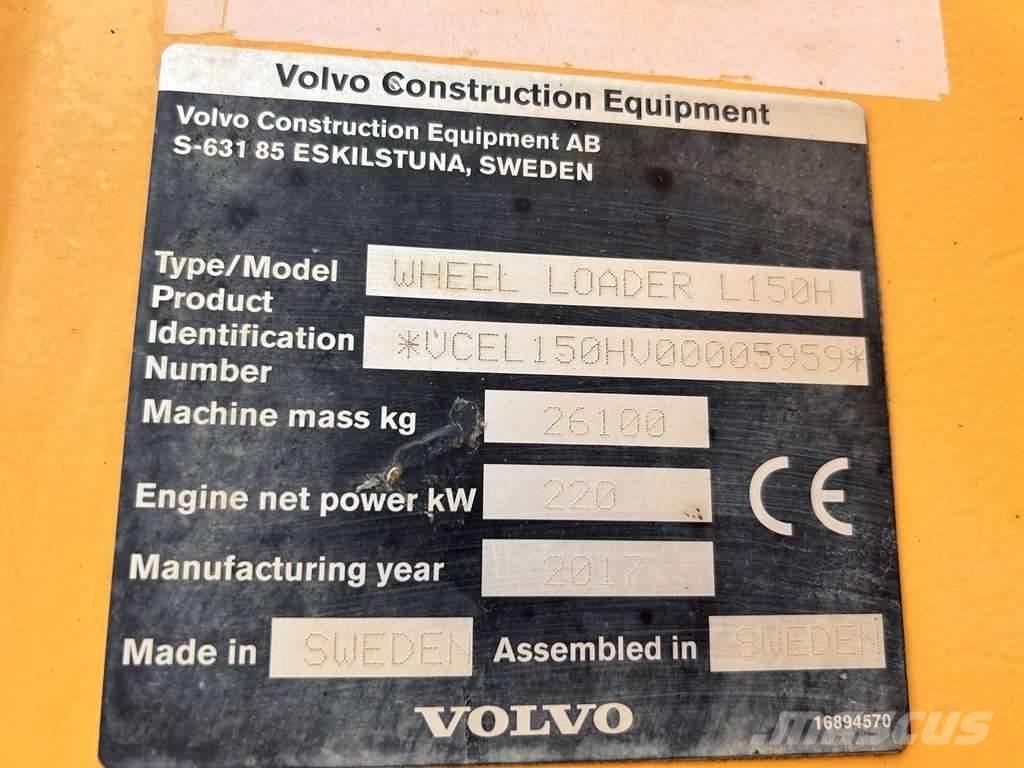 Volvo Construction Equipment
Volvo Construction Equipment AB
S-631 85 ESKILSTUNA, SWEDEN
Type/Model WHEEL LOADER L150H
Product
Identification
Number *VCEL150HV00005959*
Machine mass kg 26100
Engine net power kW 220
CE
Manufacturing year 2017
Made in SWEDEN Assembled in SWEDEN
VOLVO 16894570
Mascus